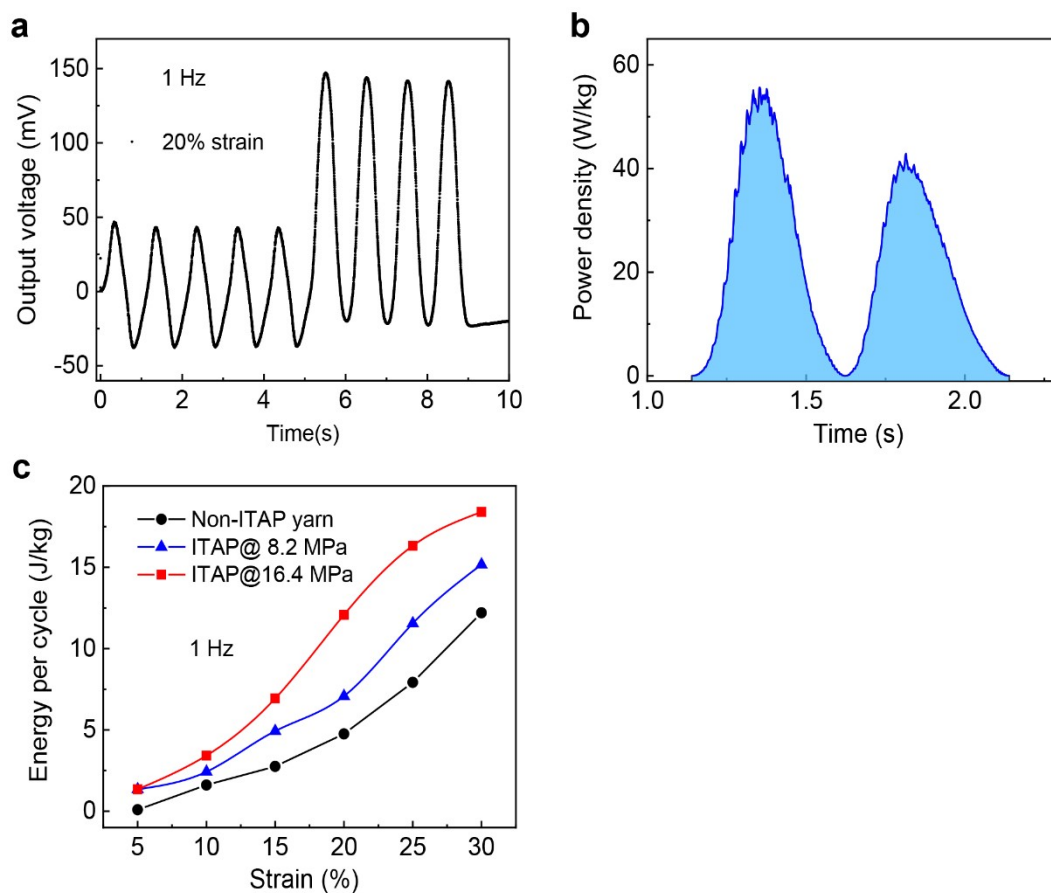 a
150
100
50
0
-50
Output voltage (mV)
1 Hz
20% strain
0 2 4 6 8 10
Time(s)
b
60
40
20
0
Power density (W/kg)
1.0 1.5 2.0
Time (s)
c
20
15
10
5
0
Energy per cycle (J/kg)
Non-ITAP yarn
ITAP@ 8.2 MPa
ITAP@16.4 MPa
1 Hz
5 10 15 20 25 30
Strain (%)